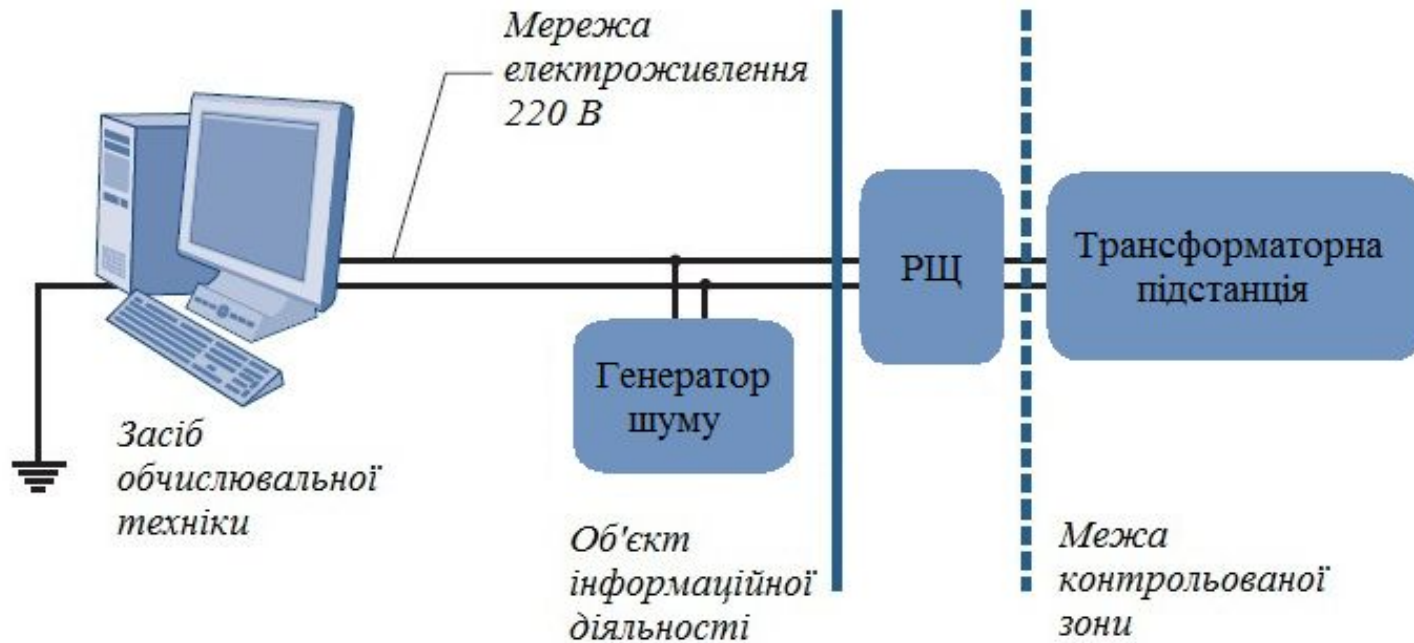 Мережа
електроживлення
220 В
РЩ
Трансформаторна
підстанція
Генератор
шуму
Засіб
обчислювальної
техніки
Об'єкт
інформаційної
діяльності
Межа
контрольованої
зони